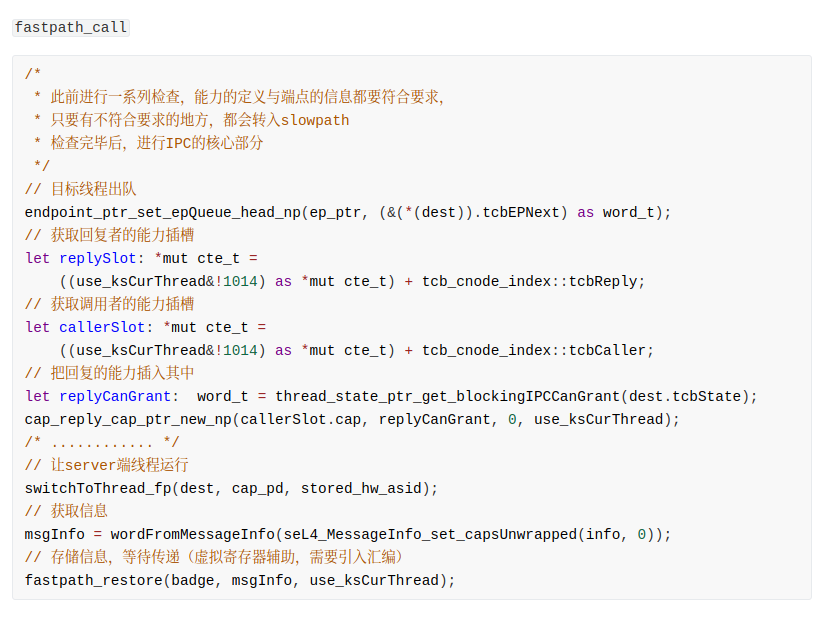 fastpath_call
/*
 * 此前进行一系列检查，能力的定义与端点的信息都要符合要求，
 * 只要有不符合要求的地方，都会转入slowpath
 * 检查完毕后，进行IPC的核心部分
 */
// 目标线程出队
endpoint_ptr_set_epQueue_head_np(ep_ptr, (&(*(dest)).tcbEPNext) as word_t);
// 获取回复者的能力插槽
let replySlot: *mut cte_t =
    ((use_ksCurThread&!1014) as *mut cte_t) + tcb_cnode_index::tcbReply;
// 获取调用者的能力插槽
let callerSlot: *mut cte_t =
    ((use_ksCurThread&!1014) as *mut cte_t) + tcb_cnode_index::tcbCaller;
// 把回复的能力插入其中
let replyCanGrant:  word_t = thread_state_ptr_get_blockingIPCCanGrant(dest.tcbState);
cap_reply_cap_ptr_new_np(callerSlot.cap, replyCanGrant, 0, use_ksCurThread);
/* ............ */
// 让server端线程运行
switchToThread_fp(dest, cap_pd, stored_hw_asid);
// 获取信息
msgInfo = wordFromMessageInfo(seL4_MessageInfo_set_capsUnwrapped(info, 0));
// 存储信息，等待传递（虚拟寄存器辅助，需要引入汇编）
fastpath_restore(badge, msgInfo, use_ksCurThread);